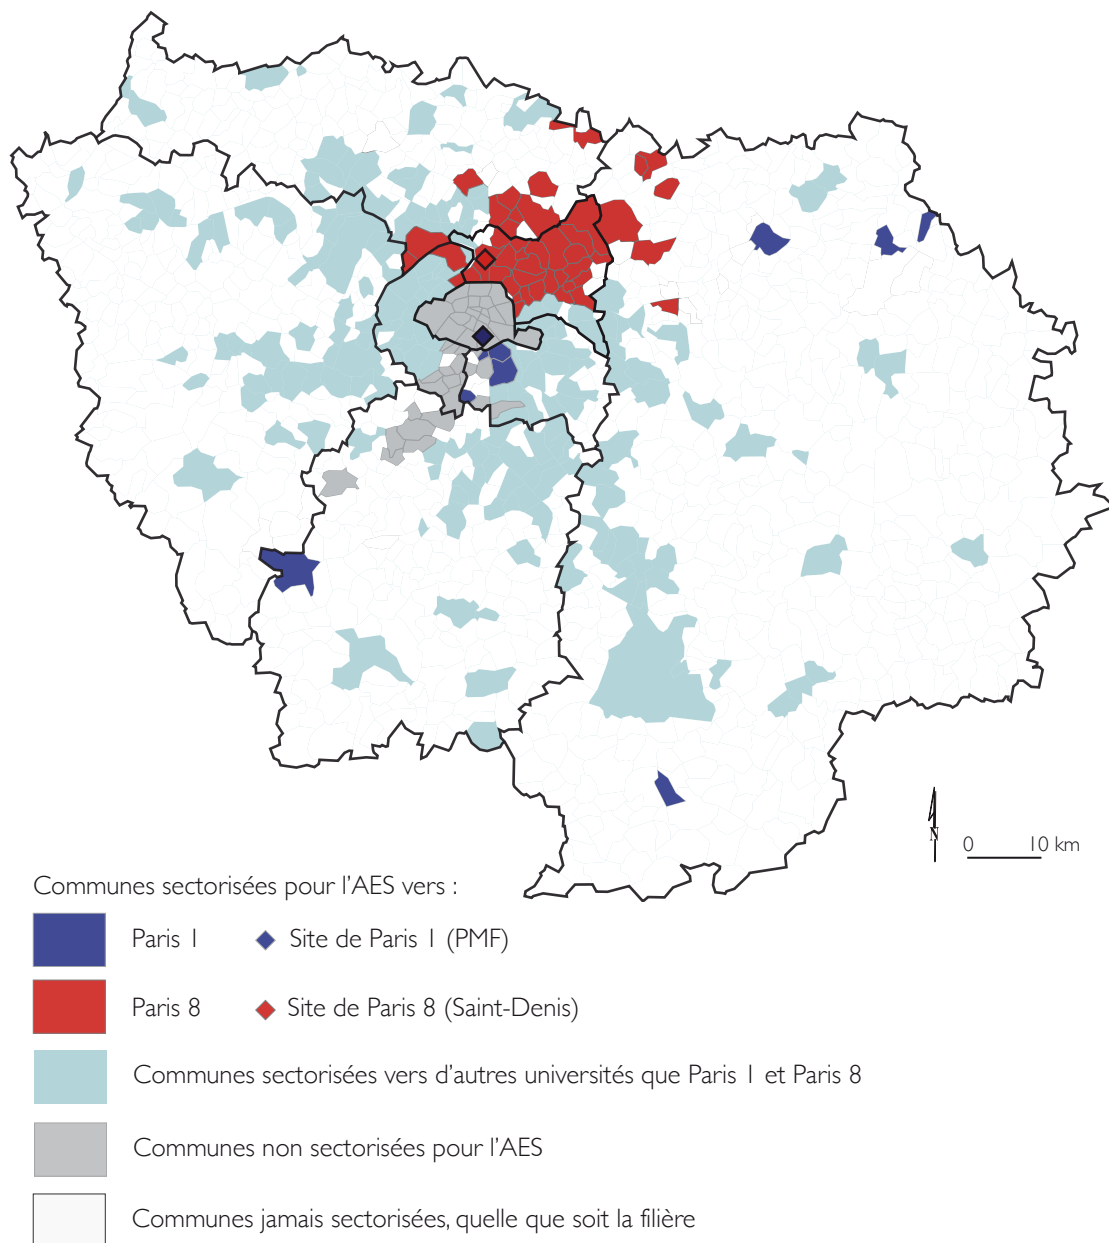 N
0 10 km
Communes sectorisées pour l'AES vers :
Paris 1 Site de Paris 1 (PMF)
Paris 8 Site de Paris 8 (Saint-Denis)
Communes sectorisées vers d'autres universités que Paris 1 et Paris 8
Communes non sectorisées pour l'AES
Communes jamais sectorisées, quelle que soit la filière